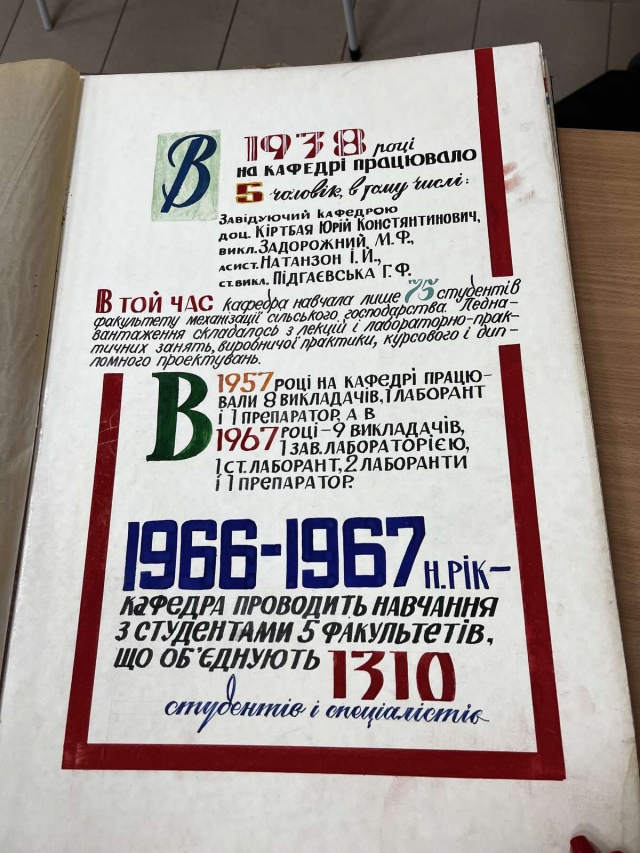 В 1938 році
на кафедрі працювало
5 чоловік, в тому числі:
Завідуючий кафедрою
доц. Кіртбая Юрій Константинович,
викл. Задорожний М.Ф.,
асист. Натанзон І.Й.,
ст. викл. Підгаєвська Г.Ф.
В той час кафедра навчала лише 75 студентів
факультету механізації сільського господарства. Педна-
вантаження складалось з лекцій і лабораторно-прак-
тичних занять, виробничої практики, курсового і дип-
ломного проектувань.
В 1957 році на кафедрі працю-
вали 8 викладачів, 1 лаборант
і 1 препаратор, а в
1967 році – 9 викладачів,
1 зав. лабораторією,
1 ст. лаборант, 2 лаборанти
і 1 препаратор.
1966-1967 н. рік –
кафедра проводить навчання
з студентами 5 факультетів,
що об'єднують 1310
студентів і спеціалістів